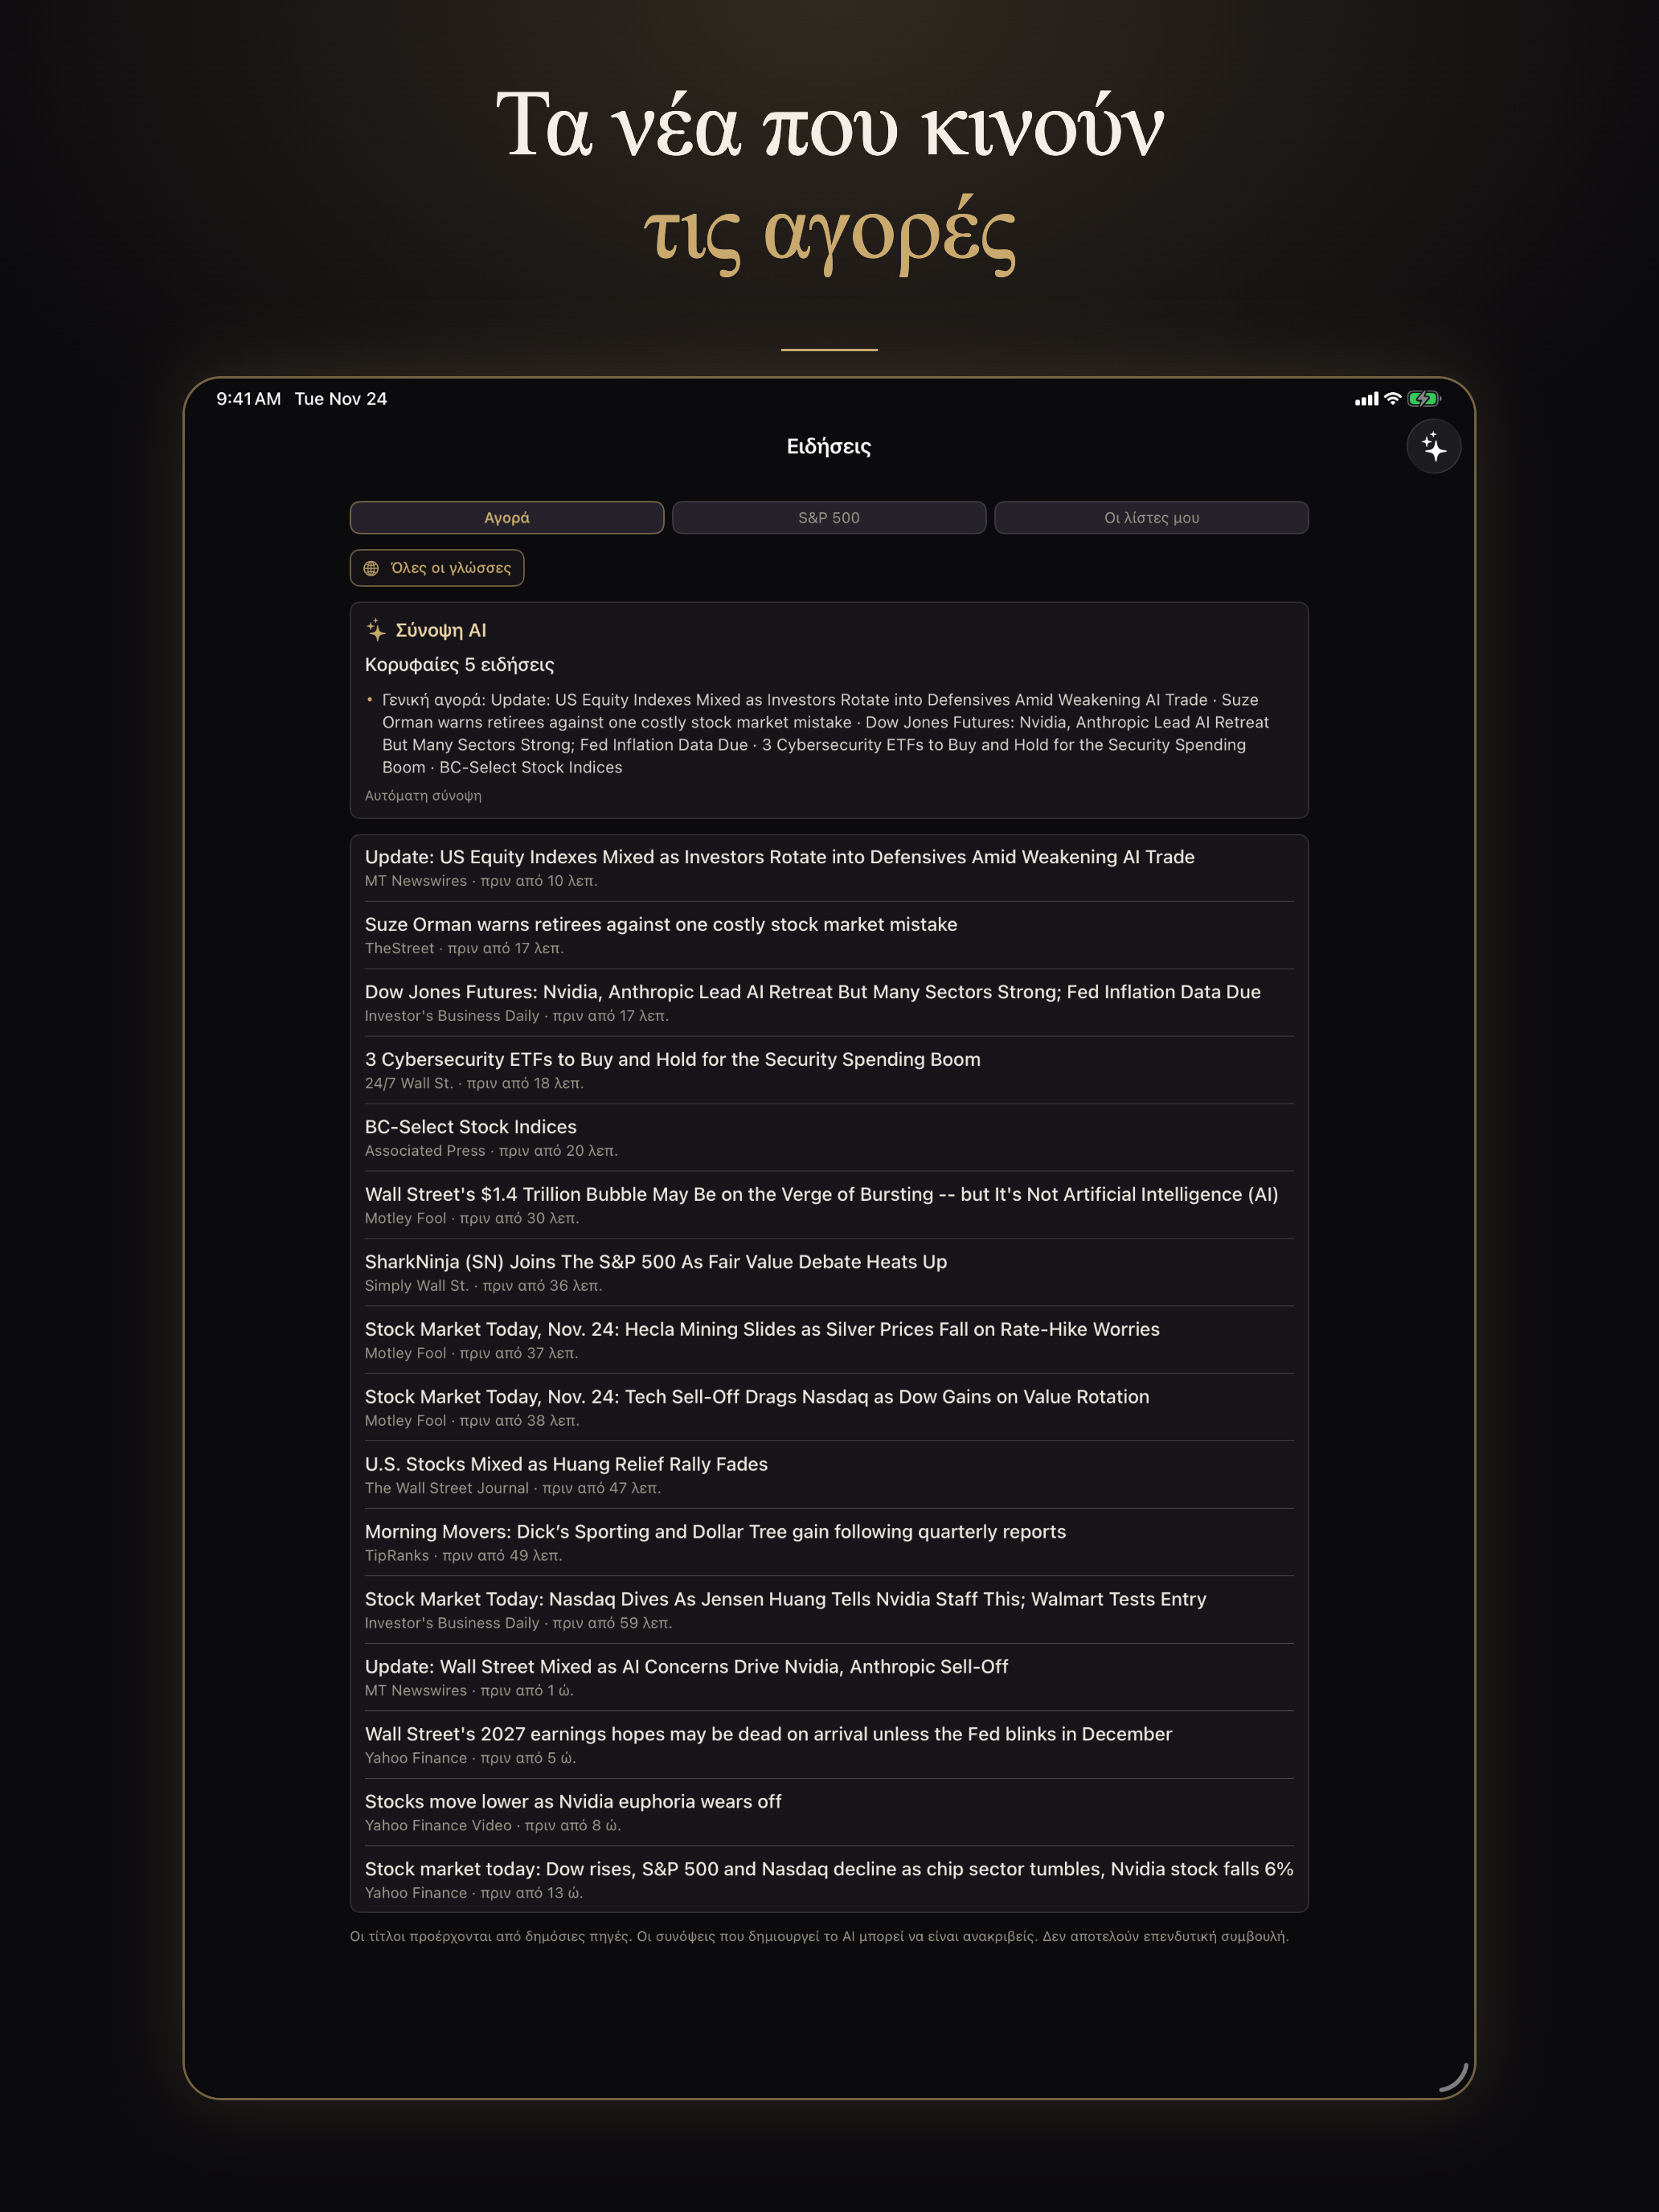 Τα νέα που κινούν
τις αγορές
9:41 AM Tue Nov 24
Ειδήσεις
Αγορά
S&P 500
Οι λίστες μου
Όλες οι γλώσσες
Σύνοψη AI
Κορυφαίες 5 ειδήσεις
• Γενική αγορά: Update: US Equity Indexes Mixed as Investors Rotate into Defensives Amid Weakening AI Trade · Suze
Orman warns retirees against one costly stock market mistake · Dow Jones Futures: Nvidia, Anthropic Lead AI Retreat
But Many Sectors Strong; Fed Inflation Data Due · 3 Cybersecurity ETFs to Buy and Hold for the Security Spending
Boom · BC-Select Stock Indices
Αυτόματη σύνοψη
Update: US Equity Indexes Mixed as Investors Rotate into Defensives Amid Weakening AI Trade
MT Newswires · πριν από 10 λεπ.
Suze Orman warns retirees against one costly stock market mistake
TheStreet · πριν από 17 λεπ.
Dow Jones Futures: Nvidia, Anthropic Lead AI Retreat But Many Sectors Strong; Fed Inflation Data Due
Investor's Business Daily · πριν από 17 λεπ.
3 Cybersecurity ETFs to Buy and Hold for the Security Spending Boom
24/7 Wall St. · πριν από 18 λεπ.
BC-Select Stock Indices
Associated Press · πριν από 20 λεπ.
Wall Street's $1.4 Trillion Bubble May Be on the Verge of Bursting -- but It's Not Artificial Intelligence (AI)
Motley Fool · πριν από 30 λεπ.
SharkNinja (SN) Joins The S&P 500 As Fair Value Debate Heats Up
Simply Wall St. · πριν από 36 λεπ.
Stock Market Today, Nov. 24: Hecla Mining Slides as Silver Prices Fall on Rate-Hike Worries
Motley Fool · πριν από 37 λεπ.
Stock Market Today, Nov. 24: Tech Sell-Off Drags Nasdaq as Dow Gains on Value Rotation
Motley Fool · πριν από 38 λεπ.
U.S. Stocks Mixed as Huang Relief Rally Fades
The Wall Street Journal · πριν από 47 λεπ.
Morning Movers: Dick’s Sporting and Dollar Tree gain following quarterly reports
TipRanks · πριν από 49 λεπ.
Stock Market Today: Nasdaq Dives As Jensen Huang Tells Nvidia Staff This; Walmart Tests Entry
Investor's Business Daily · πριν από 59 λεπ.
Update: Wall Street Mixed as AI Concerns Drive Nvidia, Anthropic Sell-Off
MT Newswires · πριν από 1 ώ.
Wall Street's 2027 earnings hopes may be dead on arrival unless the Fed blinks in December
Yahoo Finance · πριν από 5 ώ.
Stocks move lower as Nvidia euphoria wears off
Yahoo Finance Video · πριν από 8 ώ.
Stock market today: Dow rises, S&P 500 and Nasdaq decline as chip sector tumbles, Nvidia stock falls 6%
Yahoo Finance · πριν από 13 ώ.
Οι τίτλοι προέρχονται από δημόσιες πηγές. Οι συνόψεις που δημιουργεί το AI μπορεί να είναι ανακριβείς. Δεν αποτελούν επενδυτική συμβουλή.